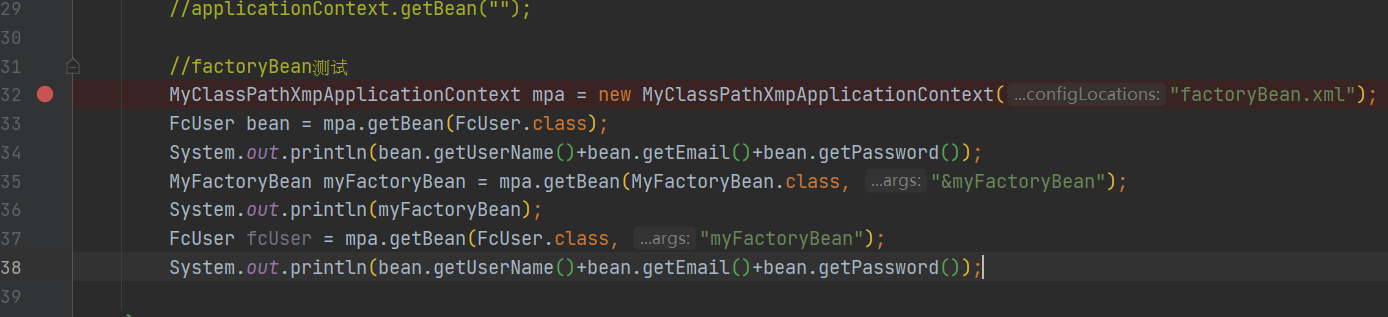 29 //applicationContext.getBean("");
30
31 //factoryBean测试
32 MyClassPathXmpApplicationContext mpa = new MyClassPathXmpApplicationContext( ...configLocations: "factoryBean.xml");
33 FcUser bean = mpa.getBean(FcUser.class);
34 System.out.println(bean.getUserName()+bean.getEmail()+bean.getPassword());
35 MyFactoryBean myFactoryBean = mpa.getBean(MyFactoryBean.class, ...args: "&myFactoryBean");
36 System.out.println(myFactoryBean);
37 FcUser fcUser = mpa.getBean(FcUser.class, ...args: "myFactoryBean");
38 System.out.println(bean.getUserName()+bean.getEmail()+bean.getPassword());
39